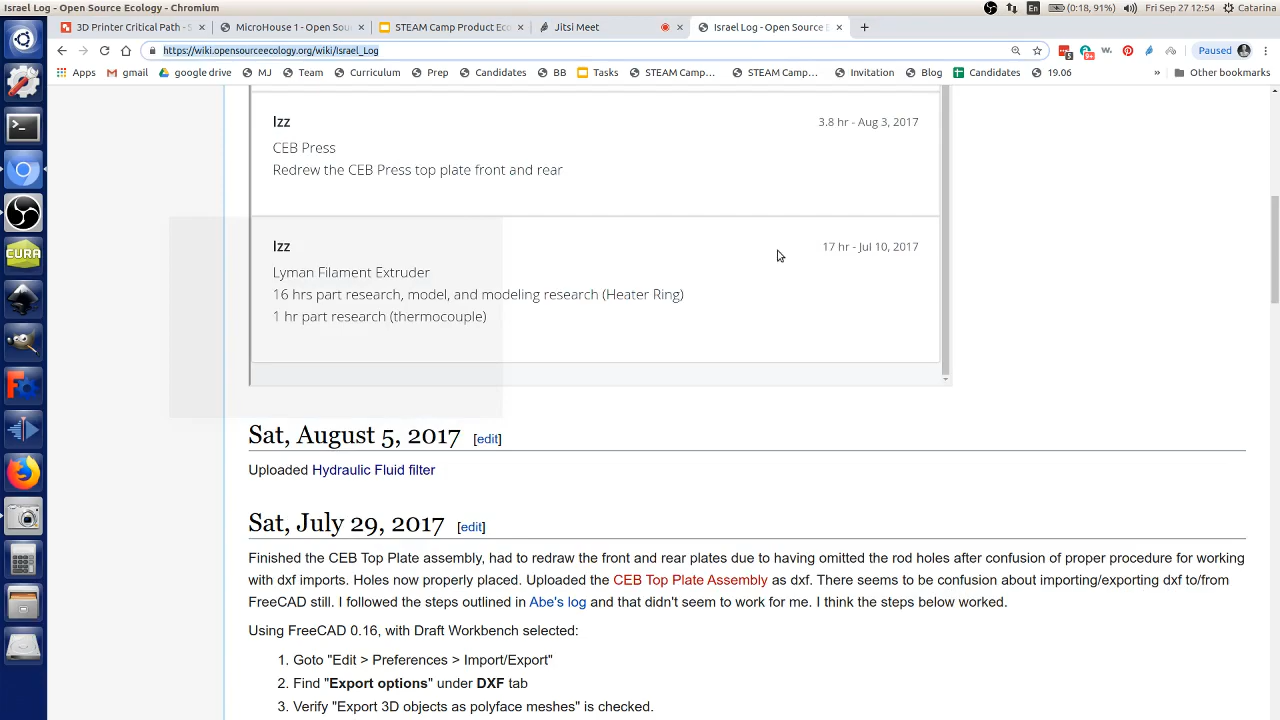 Israel Log - Open Source Ecology - Chromium
(0:18, 91%)
Fri Sep 27 12:54
Catarina
3D Printer Critical Path - S
MicroHouse 1 - Open Sou
STEAM Camp Product Eco
Jitsi Meet
Israel Log - Open Source E
https://wiki.opensourceecology.org/wiki/Israel_Log
Paused
Apps
gmail
google drive
MJ
Team
Curriculum
Prep
Candidates
BB
Tasks
STEAM Camp...
STEAM Camp...
Invitation
Blog
Candidates
19.06
Other bookmarks
Izz
3.8 hr - Aug 3, 2017
CEB Press
Redrew the CEB Press top plate front and rear
Izz
17 hr - Jul 10, 2017
Lyman Filament Extruder
16 hrs part research, model, and modeling research (Heater Ring)
1 hr part research (thermocouple)
Sat, August 5, 2017 [edit]
Uploaded Hydraulic Fluid filter
Sat, July 29, 2017 [edit]
Finished the CEB Top Plate assembly, had to redraw the front and rear plates due to having omitted the rod holes after confusion of proper procedure for working
with dxf imports. Holes now properly placed. Uploaded the CEB Top Plate Assembly as dxf. There seems to be confusion about importing/exporting dxf to/from
FreeCAD still. I followed the steps outlined in Abe's log and that didn't seem to work for me. I think the steps below worked.
Using FreeCAD 0.16, with Draft Workbench selected:
1. Goto "Edit > Preferences > Import/Export"
2. Find "Export options" under DXF tab
3. Verify "Export 3D objects as polyface meshes" is checked.
CURA